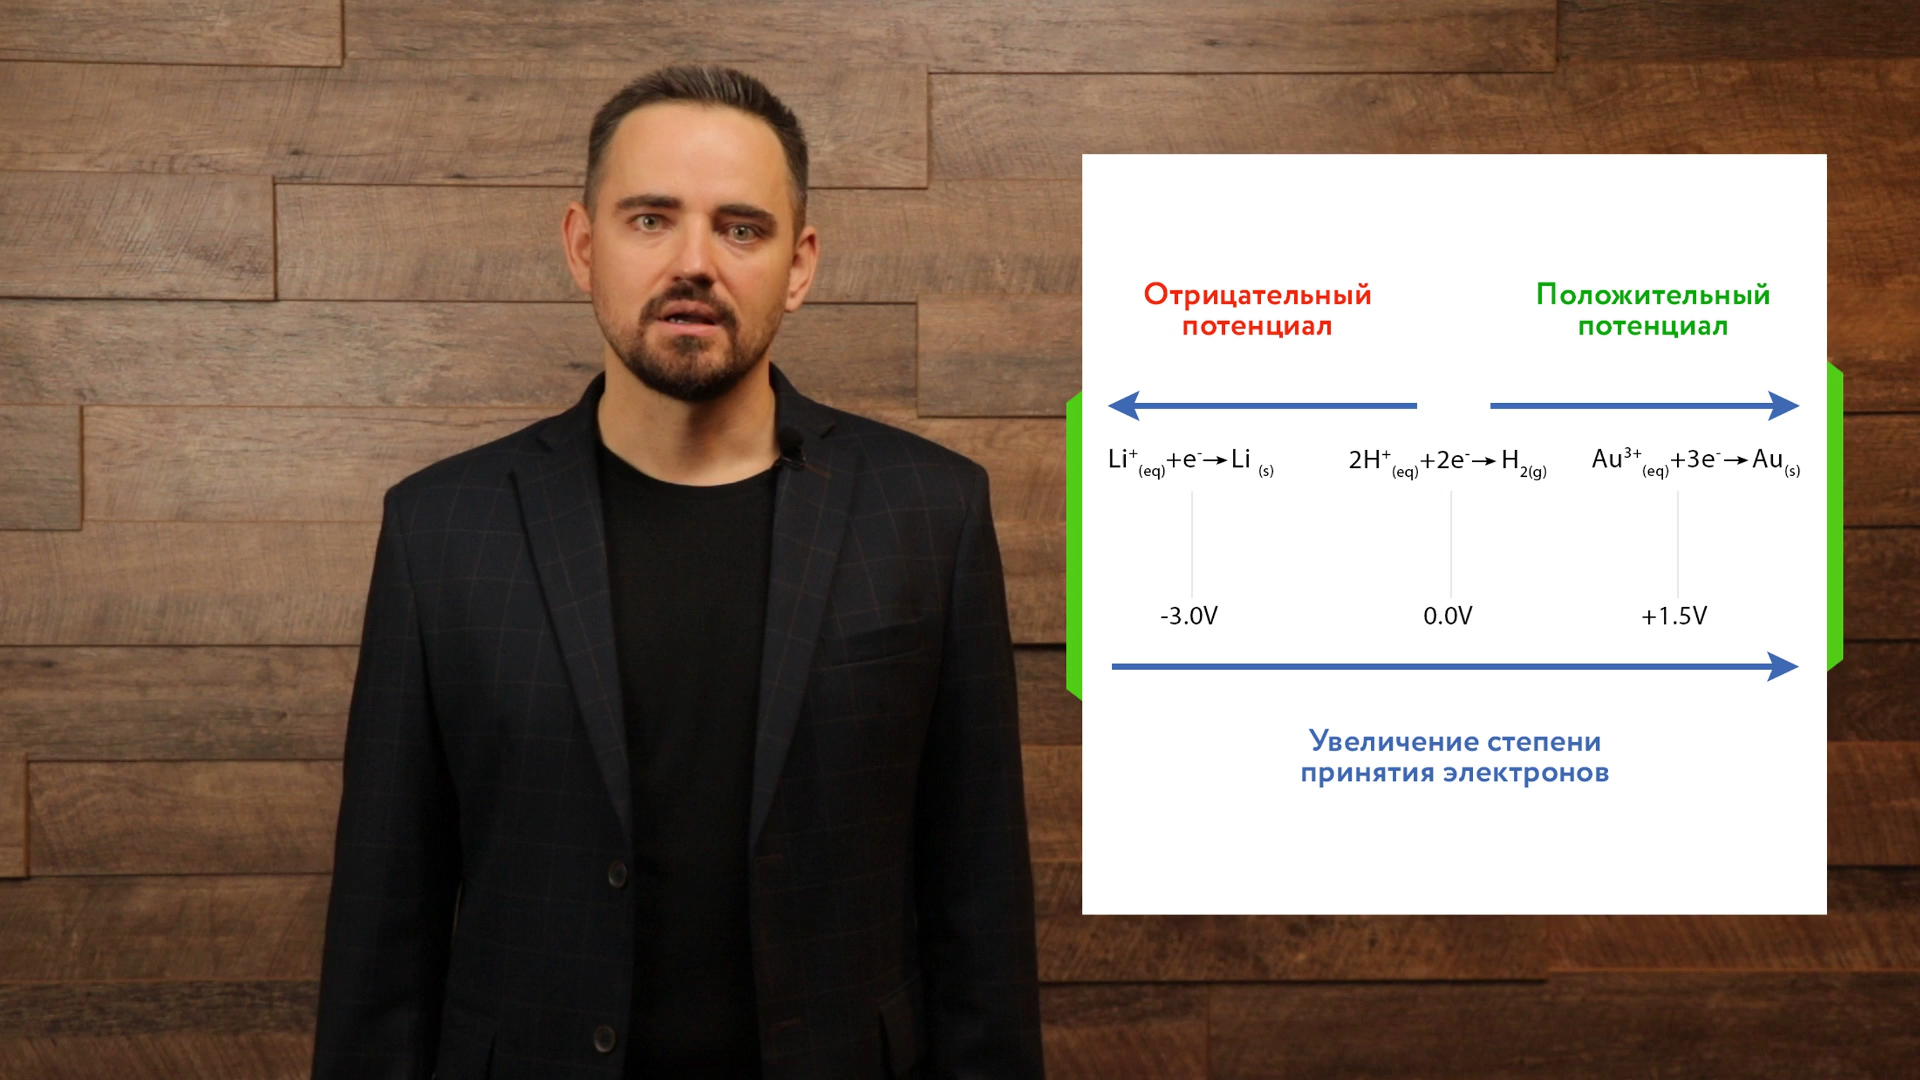 Отрицательный
потенциал
Положительный
потенциал
Li⁺(eq)+e⁻→Li (s)
2H⁺(eq)+2e⁻→H₂(g)
Au³⁺(eq)+3e⁻→Au(s)
-3.0V
0.0V
+1.5V
Увеличение степени
принятия электронов